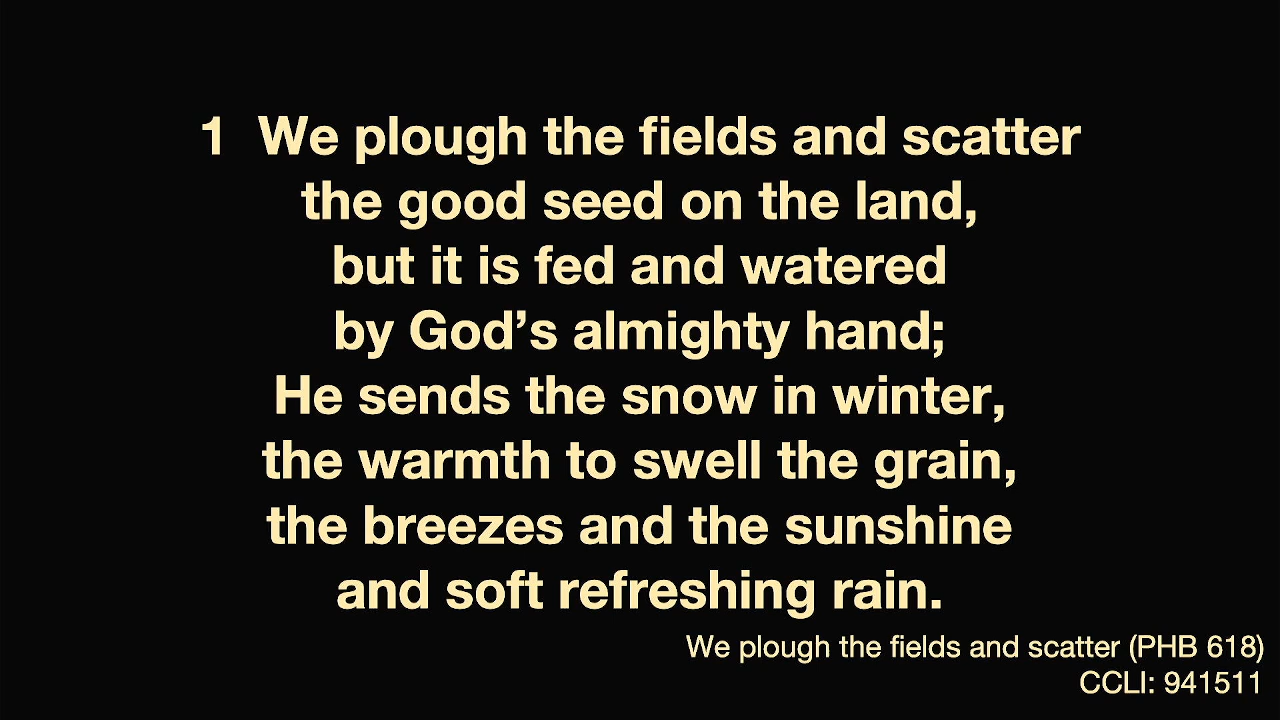 1 We plough the fields and scatter
the good seed on the land,
but it is fed and watered
by God’s almighty hand;
He sends the snow in winter,
the warmth to swell the grain,
the breezes and the sunshine
and soft refreshing rain.
We plough the fields and scatter (PHB 618)
CCLI: 941511